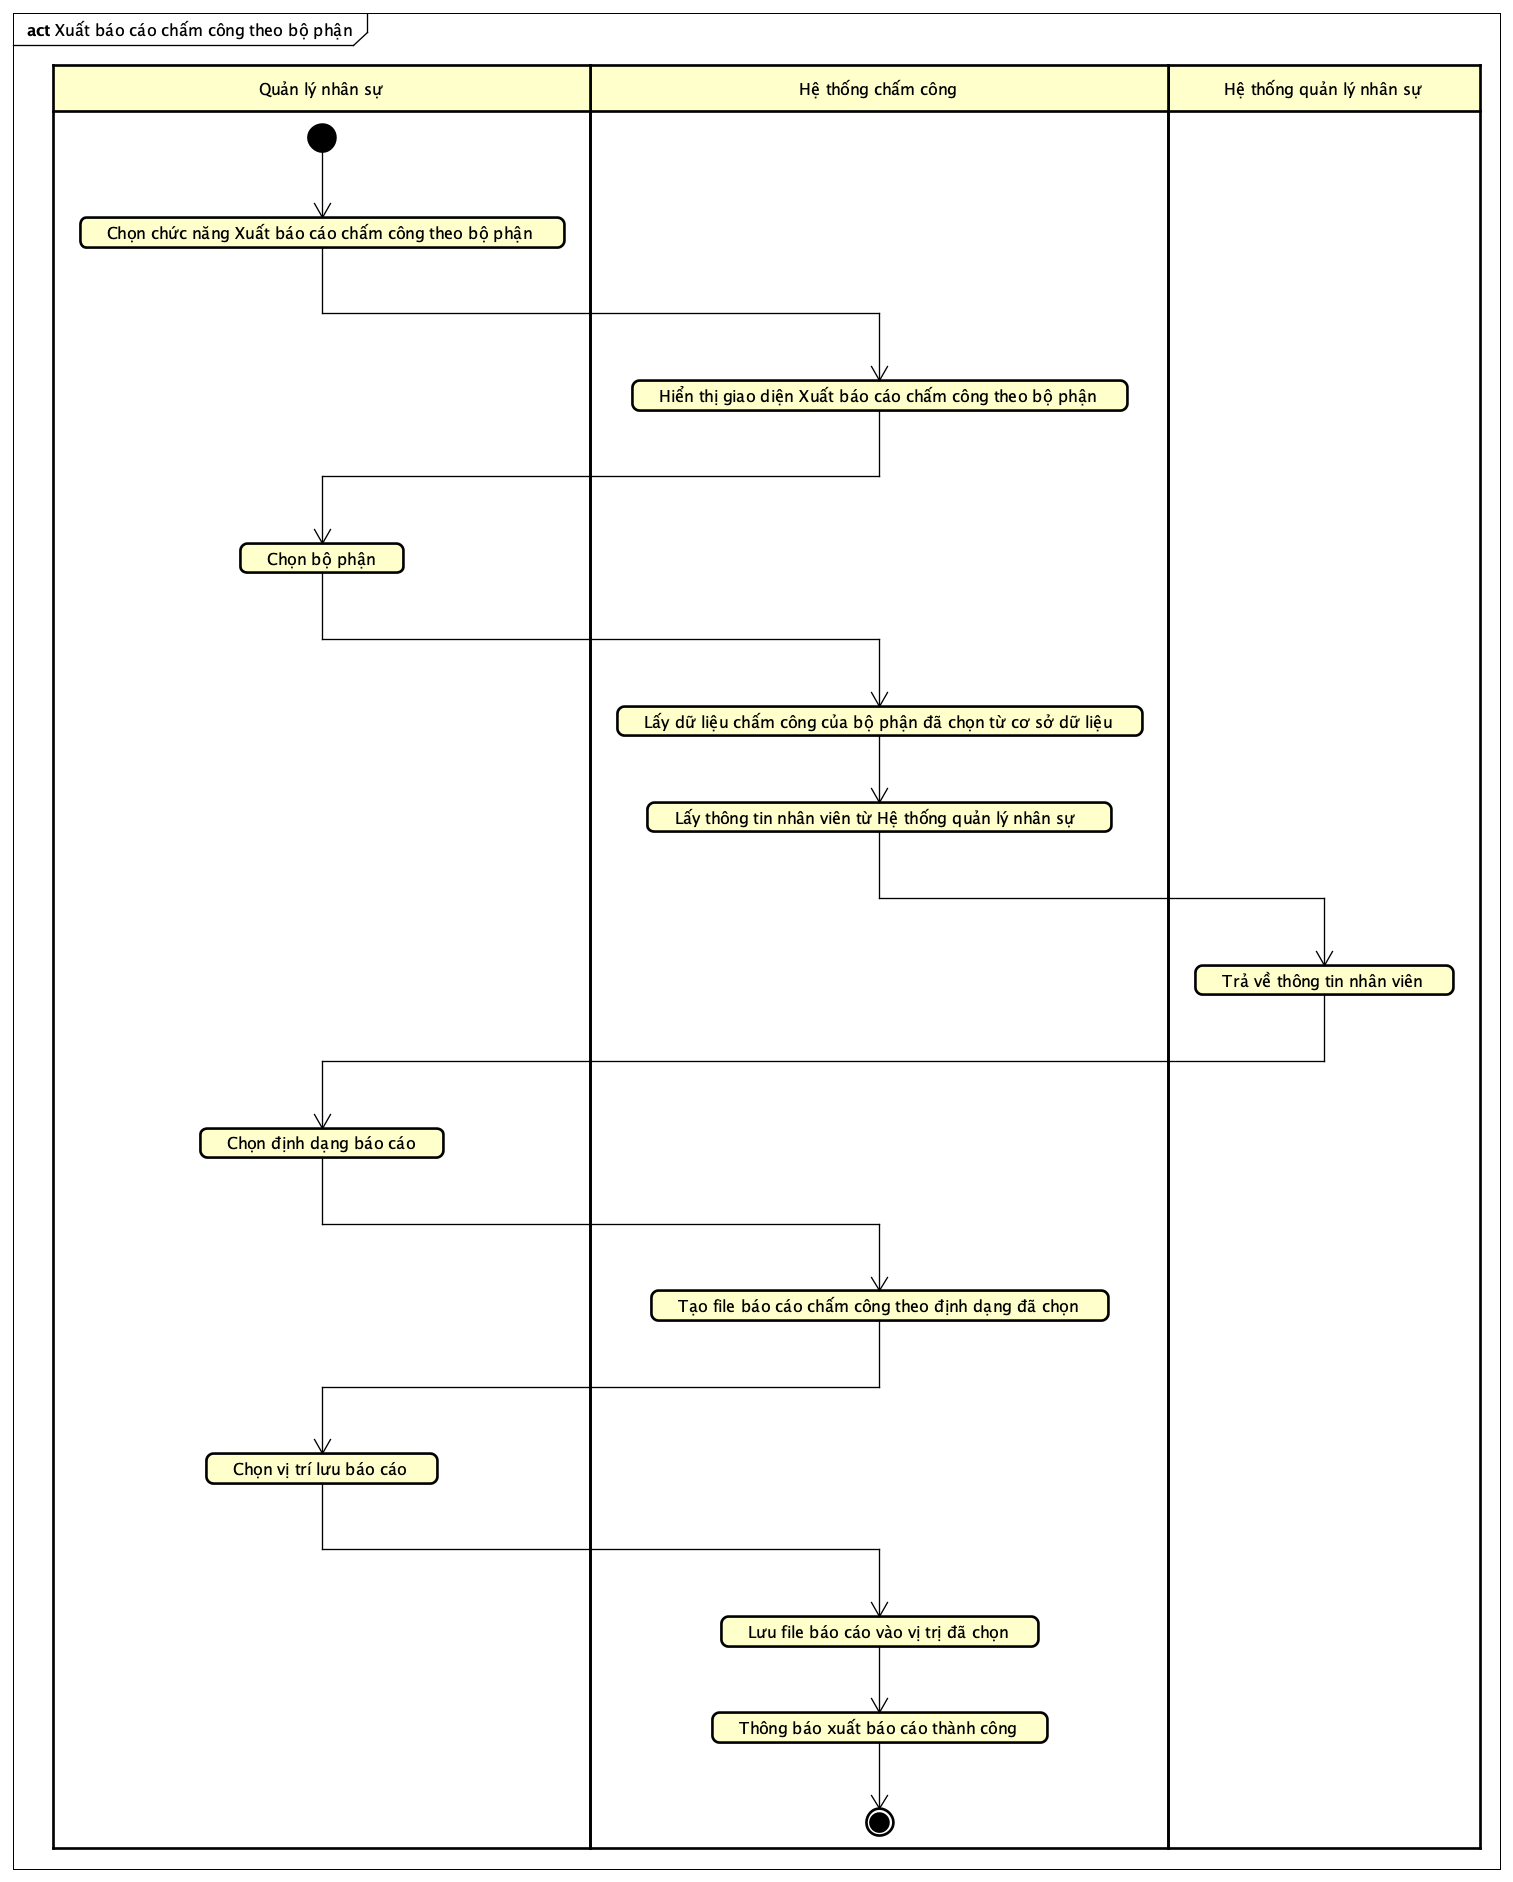 act Xuất báo cáo chấm công theo bộ phận
Quản lý nhân sự
Hệ thống chấm công
Hệ thống quản lý nhân sự
Chọn chức năng Xuất báo cáo chấm công theo bộ phận
Hiển thị giao diện Xuất báo cáo chấm công theo bộ phận
Chọn bộ phận
Lấy dữ liệu chấm công của bộ phận đã chọn từ cơ sở dữ liệu
Lấy thông tin nhân viên từ Hệ thống quản lý nhân sự
Trả về thông tin nhân viên
Chọn định dạng báo cáo
Tạo file báo cáo chấm công theo định dạng đã chọn
Chọn vị trí lưu báo cáo
Lưu file báo cáo vào vị trị đã chọn
Thông báo xuất báo cáo thành công